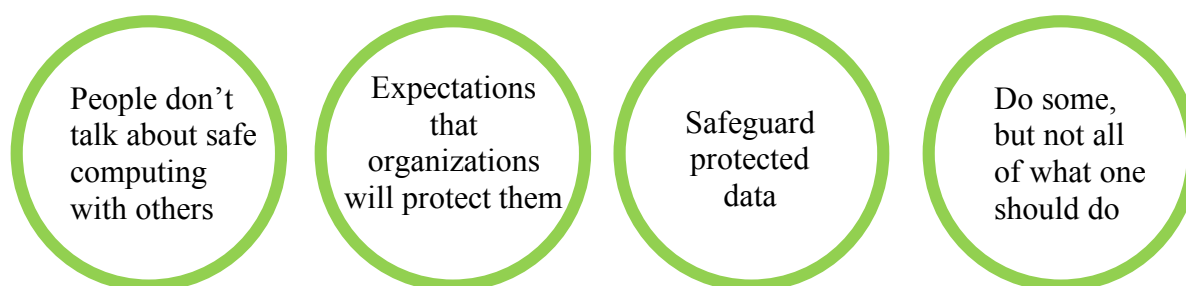 People don’t
talk about safe
computing
with others
Expectations
that
organizations
will protect them
Safeguard
protected
data
Do some,
but not all
of what one
should do